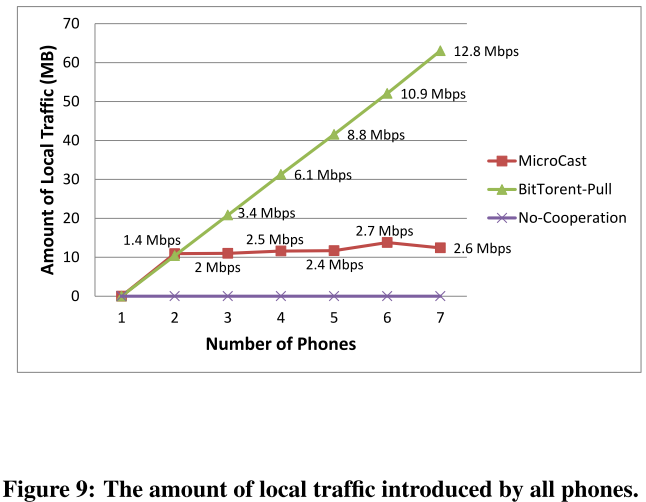 70
60
50
40
30
20
10
0
Amount of Local Traffic (MB)
12.8 Mbps
10.9 Mbps
8.8 Mbps
6.1 Mbps
3.4 Mbps
1.4 Mbps
2 Mbps
2.5 Mbps
2.4 Mbps
2.7 Mbps
2.6 Mbps
MicroCast
BitTorent-Pull
No-Cooperation
1 2 3 4 5 6 7
Number of Phones
Figure 9: The amount of local traffic introduced by all phones.